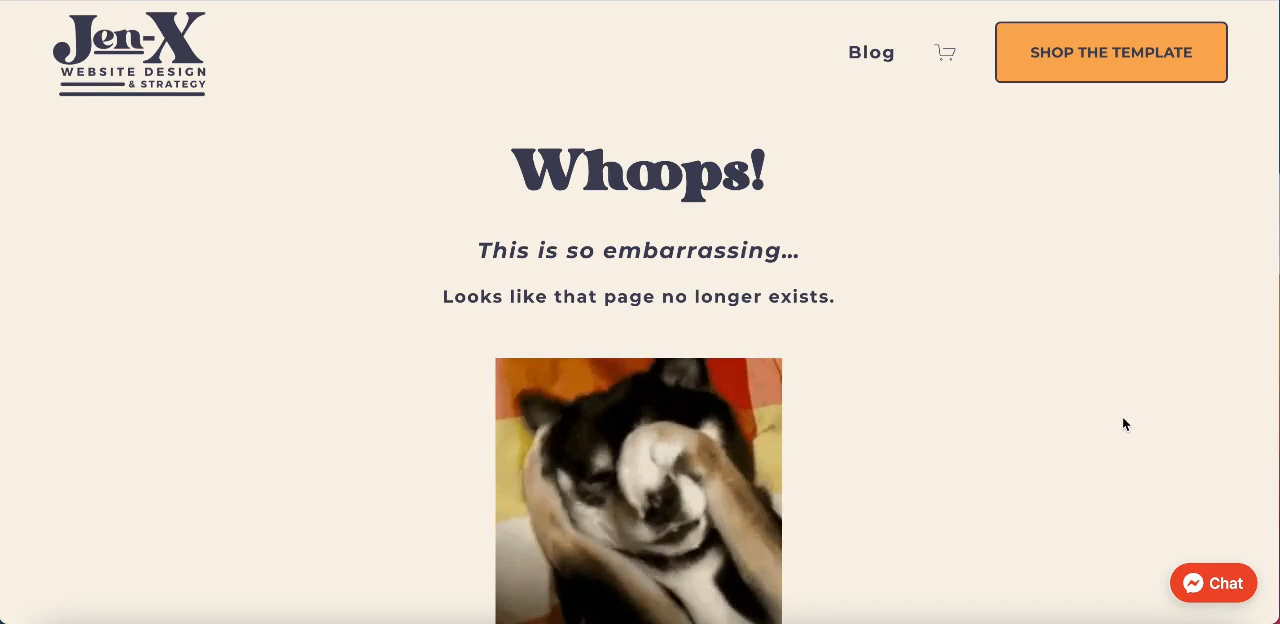 Jen-X
WEBSITE DESIGN
& STRATEGY
Blog
SHOP THE TEMPLATE
Whoops!
This is so embarrassing...
Looks like that page no longer exists.
Chat